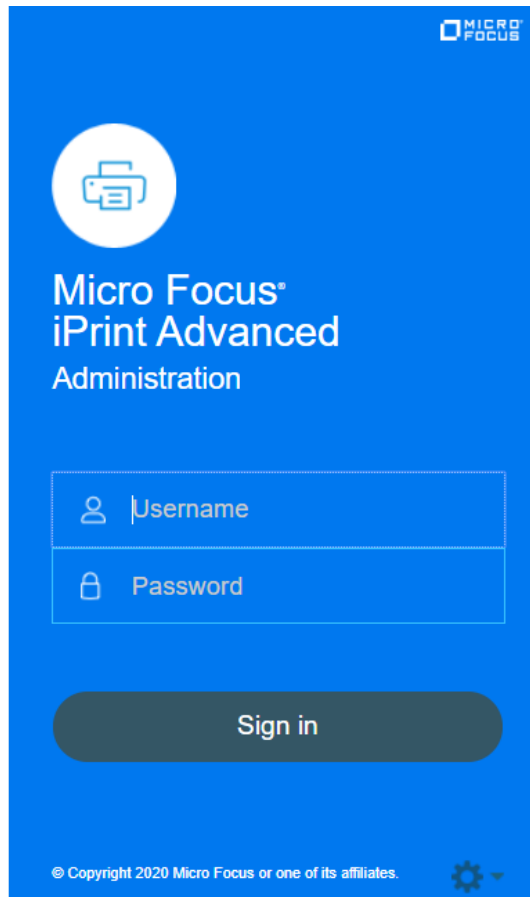 MICRO®
FOCUS
Micro Focus®
iPrint Advanced
Administration
Username
Password
Sign in
© Copyright 2020 Micro Focus or one of its affiliates.